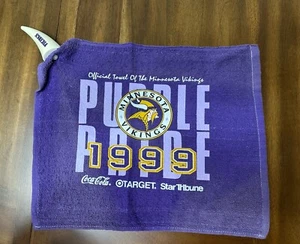 Official Towel Of The Minnesota Vikings
PURPLE
MINNESOTA
VIKINGS
PRIDE
1999
Coca-Cola. TARGET. StarTribune